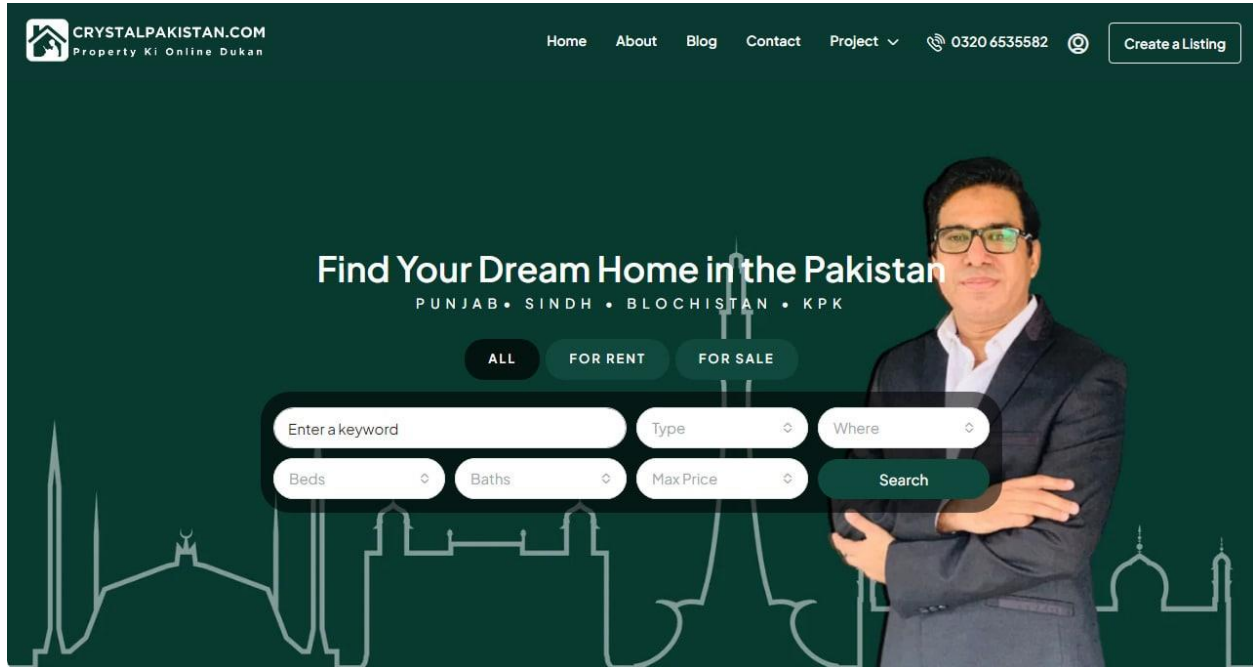 CRYSTALPAKISTAN.COM
Property Ki Online Dukan
Home About Blog Contact Project 0320 6535582 Create a Listing
Find Your Dream Home in the Pakistan
PUNJAB• SINDH • BLOCHISTAN • KPK
ALL FOR RENT FOR SALE
Enter a keyword Type Where
Beds Baths Max Price Search